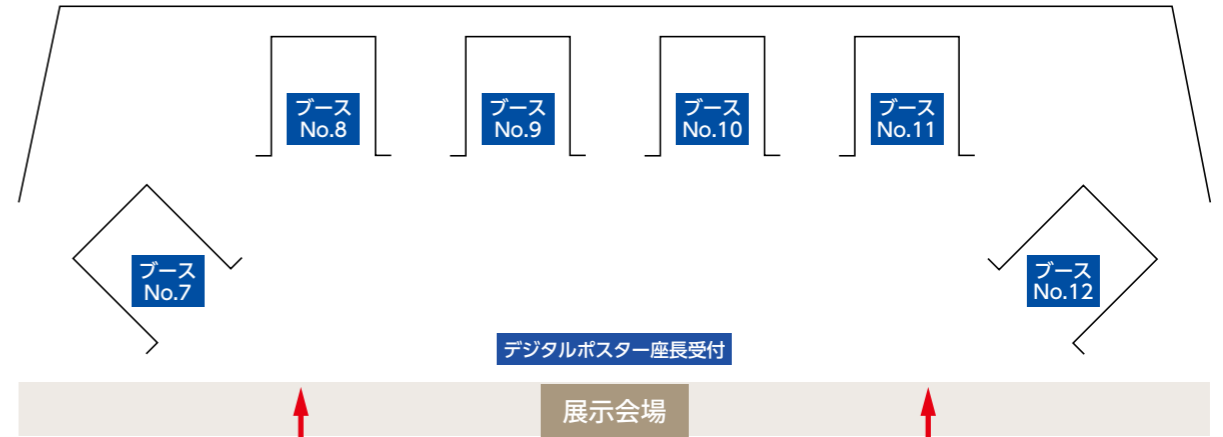 ブース
No.8
ブース
No.9
ブース
No.10
ブース
No.11
ブース
No.7
ブース
No.12
デジタルポスター座長受付
展示会場